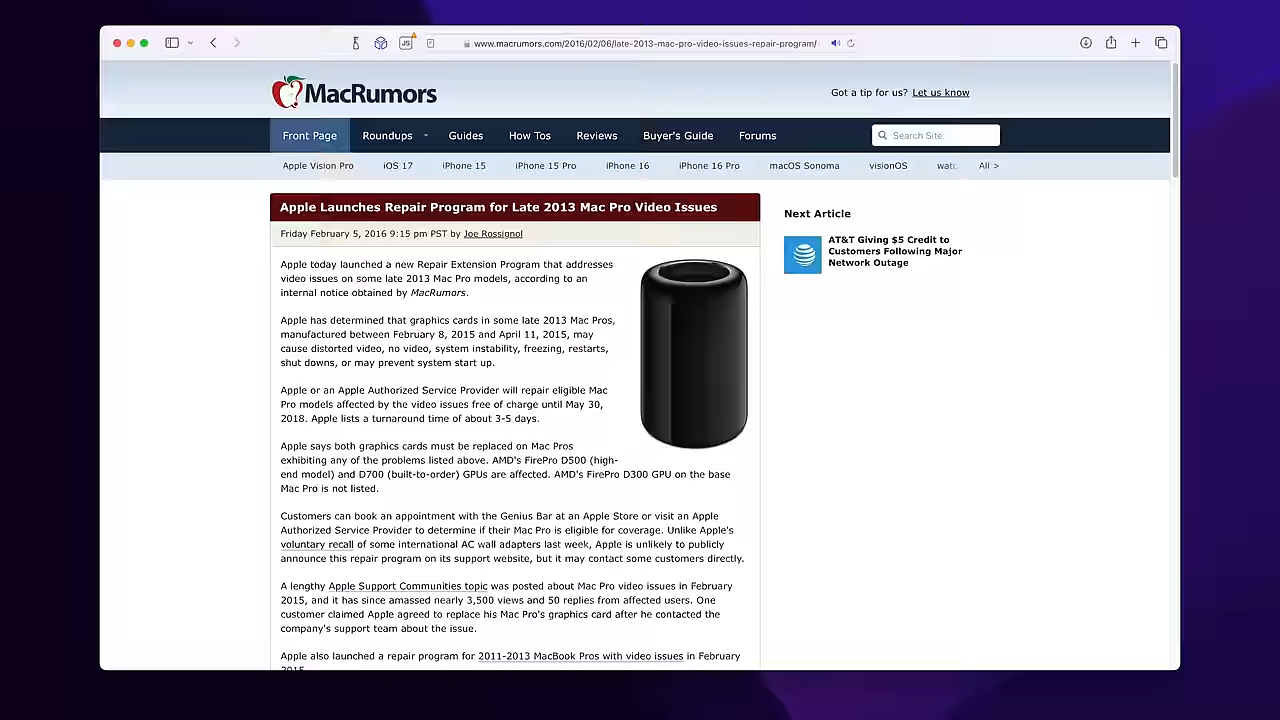 JS
www.macrumors.com/2016/02/06/late-2013-mac-pro-video-issues-repair-program/
MacRumors
Got a tip for us? Let us know
Front Page Roundups Guides How Tos Reviews Buyer's Guide Forums Search Site.
Apple Vision Pro iOS 17 iPhone 15 iPhone 15 Pro iPhone 16 iPhone 16 Pro macOS Sonoma visionOS watc All >
Apple Launches Repair Program for Late 2013 Mac Pro Video Issues
Friday February 5, 2016 9:15 pm PST by Joe Rossignol
Apple today launched a new Repair Extension Program that addresses
video issues on some late 2013 Mac Pro models, according to an
internal notice obtained by MacRumors.
Apple has determined that graphics cards in some late 2013 Mac Pros,
manufactured between February 8, 2015 and April 11, 2015, may
cause distorted video, no video, system instability, freezing, restarts,
shut downs, or may prevent system start up.
Apple or an Apple Authorized Service Provider will repair eligible Mac
Pro models affected by the video issues free of charge until May 30,
2018. Apple lists a turnaround time of about 3-5 days.
Apple says both graphics cards must be replaced on Mac Pros
exhibiting any of the problems listed above. AMD's FirePro D500 (high-
end model) and D700 (built-to-order) GPUs are affected. AMD's FirePro D300 GPU on the base
Mac Pro is not listed.
Customers can book an appointment with the Genius Bar at an Apple Store or visit an Apple
Authorized Service Provider to determine if their Mac Pro is eligible for coverage. Unlike Apple's
voluntary recall of some international AC wall adapters last week, Apple is unlikely to publicly
announce this repair program on its support website, but it may contact some customers directly.
A lengthy Apple Support Communities topic was posted about Mac Pro video issues in February
2015, and it has since amassed nearly 3,500 views and 50 replies from affected users. One
customer claimed Apple agreed to replace his Mac Pro's graphics card after he contacted the
company's support team about the issue.
Apple also launched a repair program for 2011-2013 MacBook Pros with video issues in February
2015.
Next Article
AT&T Giving $5 Credit to
Customers Following Major
Network Outage